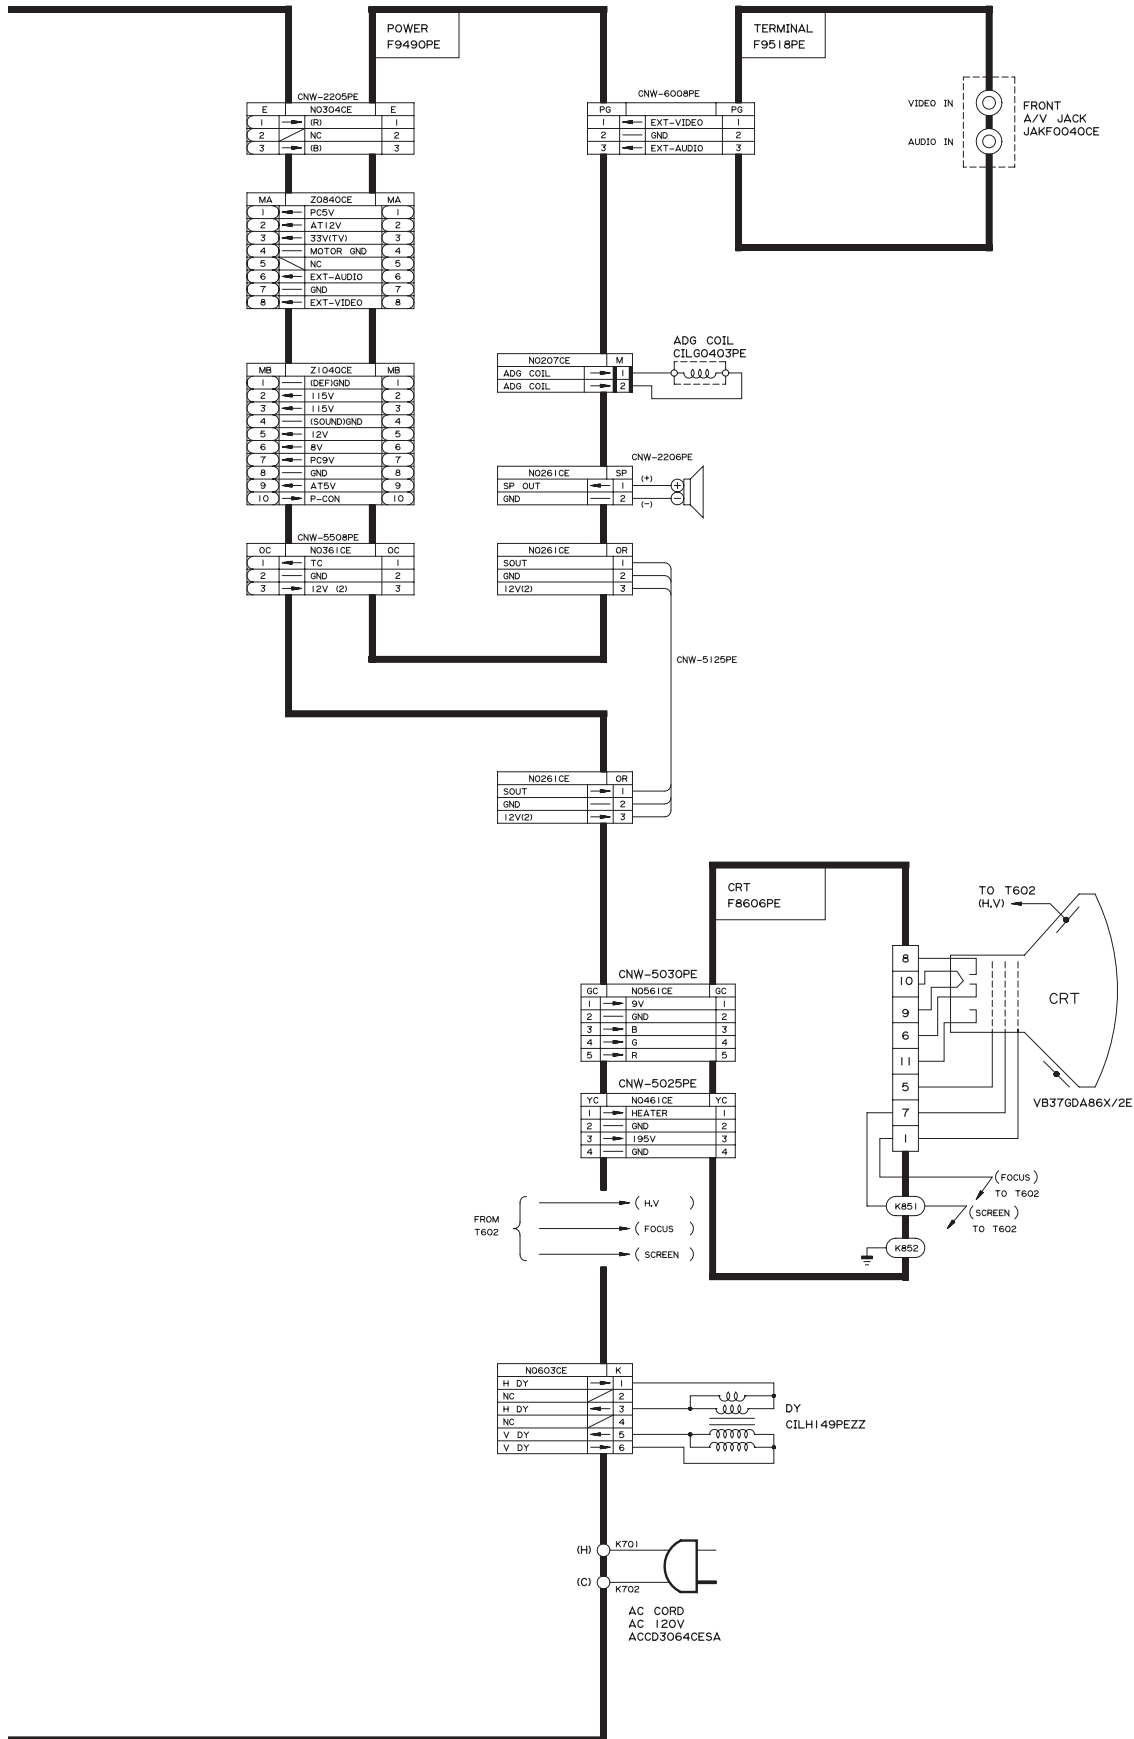 POWER
F9490PE
TERMINAL
F9518PE
CNW-2205PE
E N0304CE E
1 (R) 1
2 NC 2
3 (B) 3
CNW-6008PE
PG PG
1 EXT-VIDEO 1
2 GND 2
3 EXT-AUDIO 3
VIDEO IN
AUDIO IN
FRONT
A/V JACK
JAKF0040CE
MA Z0840CE MA
1 PC5V 1
2 AT12V 2
3 33V(TV) 3
4 MOTOR GND 4
5 NC 5
6 EXT-AUDIO 6
7 GND 7
8 EXT-VIDEO 8
ADG COIL
CILG0403PE
N0207CE M
ADG COIL 1
ADG COIL 2
MB Z1040CE MB
1 (DEF)GND 1
2 115V 2
3 115V 3
4 (SOUND)GND 4
5 12V 5
6 8V 6
7 PC9V 7
8 GND 8
9 AT5V 9
10 P-CON 10
CNW-2206PE
N0261CE SP
SP OUT 1 (+)
GND 2 (-)
CNW-5508PE
OC N0361CE OC
1 TC 1
2 GND 2
3 12V (2) 3
N0261CE OR
SOUT 1
GND 2
12V(2) 3
CNW-5125PE
N0261CE OR
SOUT 1
GND 2
12V(2) 3
CRT
F8606PE
TO T602
(H.V)
8
10
9
6
11
5
7
1
CRT
VB37GDA86X/2E
CNW-5030PE
GC N0561CE GC
1 9V 1
2 GND 2
3 B 3
4 G 4
5 R 5
CNW-5025PE
YC N0461CE YC
1 HEATER 1
2 GND 2
3 195V 3
4 GND 4
(FOCUS)
TO T602
K851
(SCREEN)
TO T602
K852
FROM
T602
(H.V)
(FOCUS)
(SCREEN)
N0603CE K
H DY 1
NC 2
H DY 3
NC 4
V DY 5
V DY 6
DY
CILH149PEZZ
(H) K701
(C) K702
AC CORD
AC 120V
ACCD3064CESA